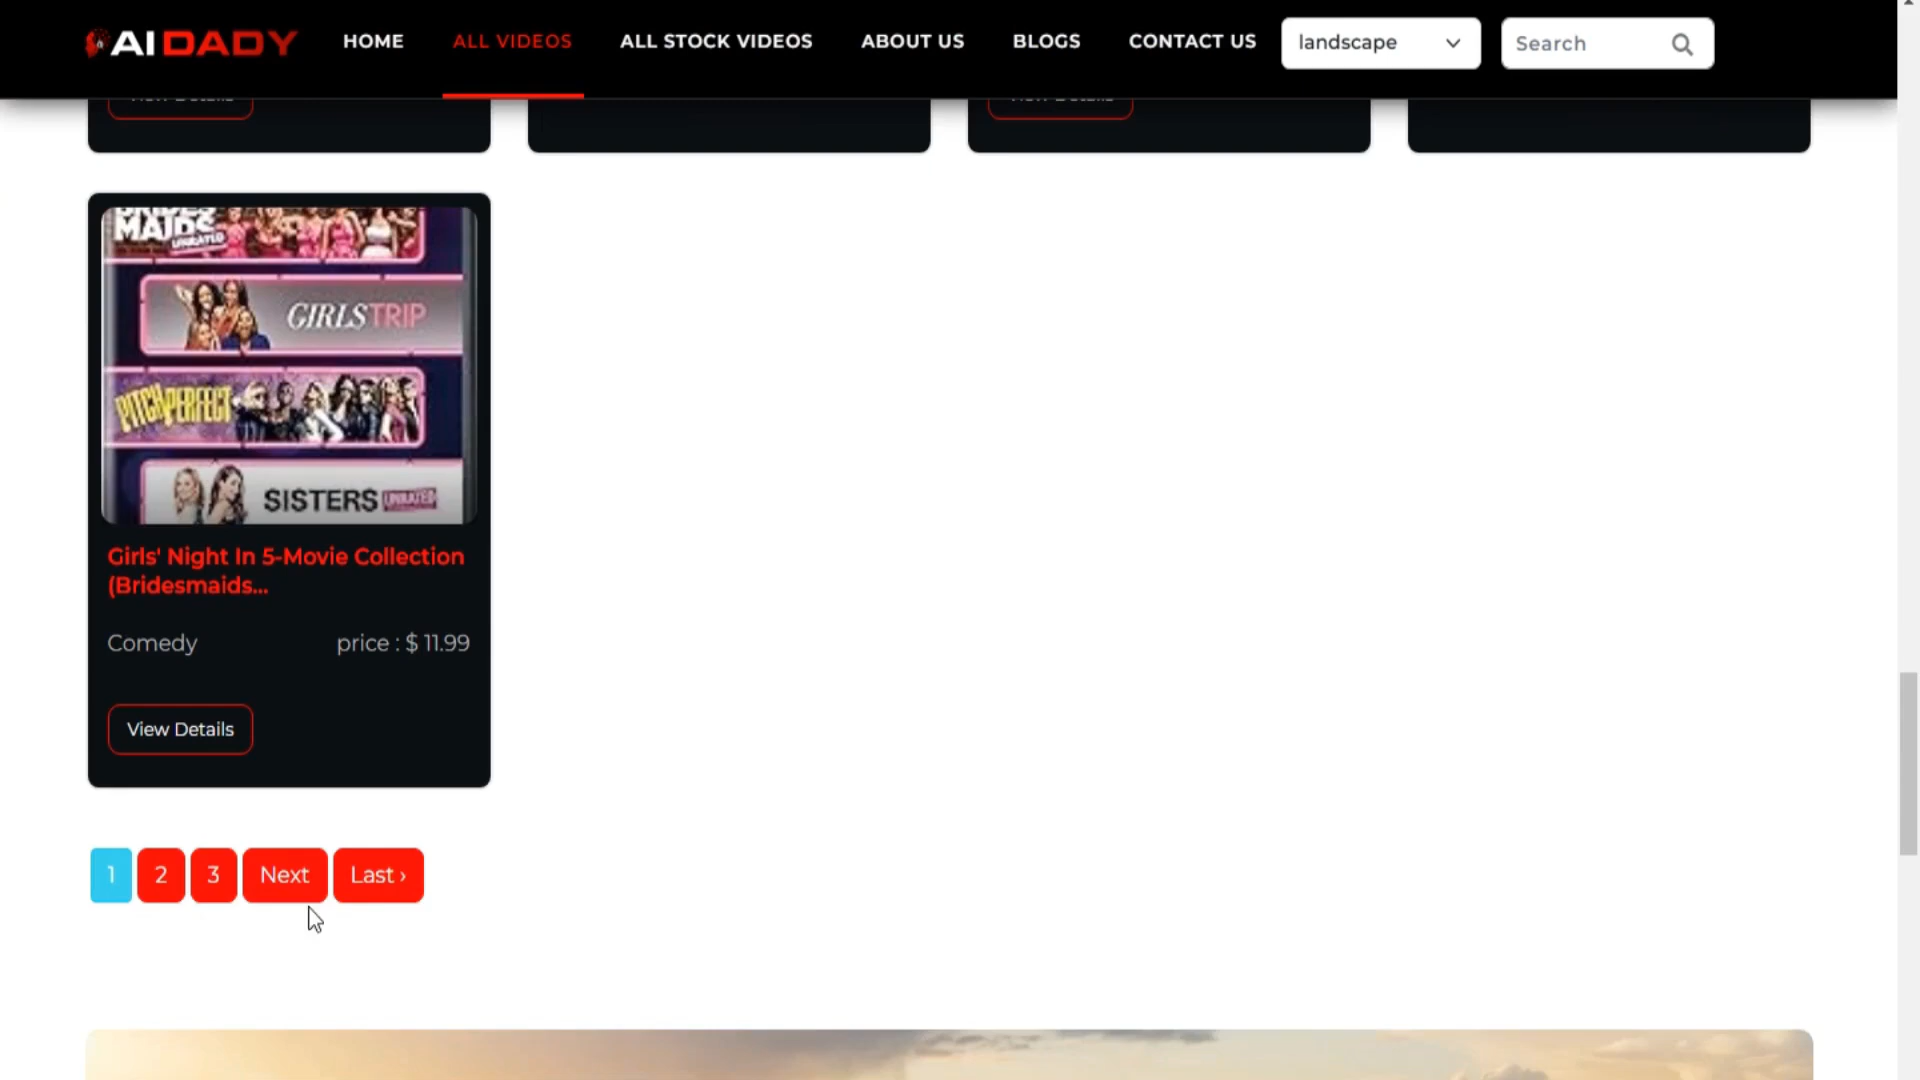 AIDADY HOME ALL VIDEOS ALL STOCK VIDEOS ABOUT US BLOGS CONTACT US landscape Search
BRIDES
MAIDS
UNRATED
GIRLS TRIP
PITCH PERFECT
SISTERS UNRATED
Girls' Night In 5-Movie Collection
(Bridesmaids...
Comedy price : $ 11.99
View Details
1 2 3 Next Last ›